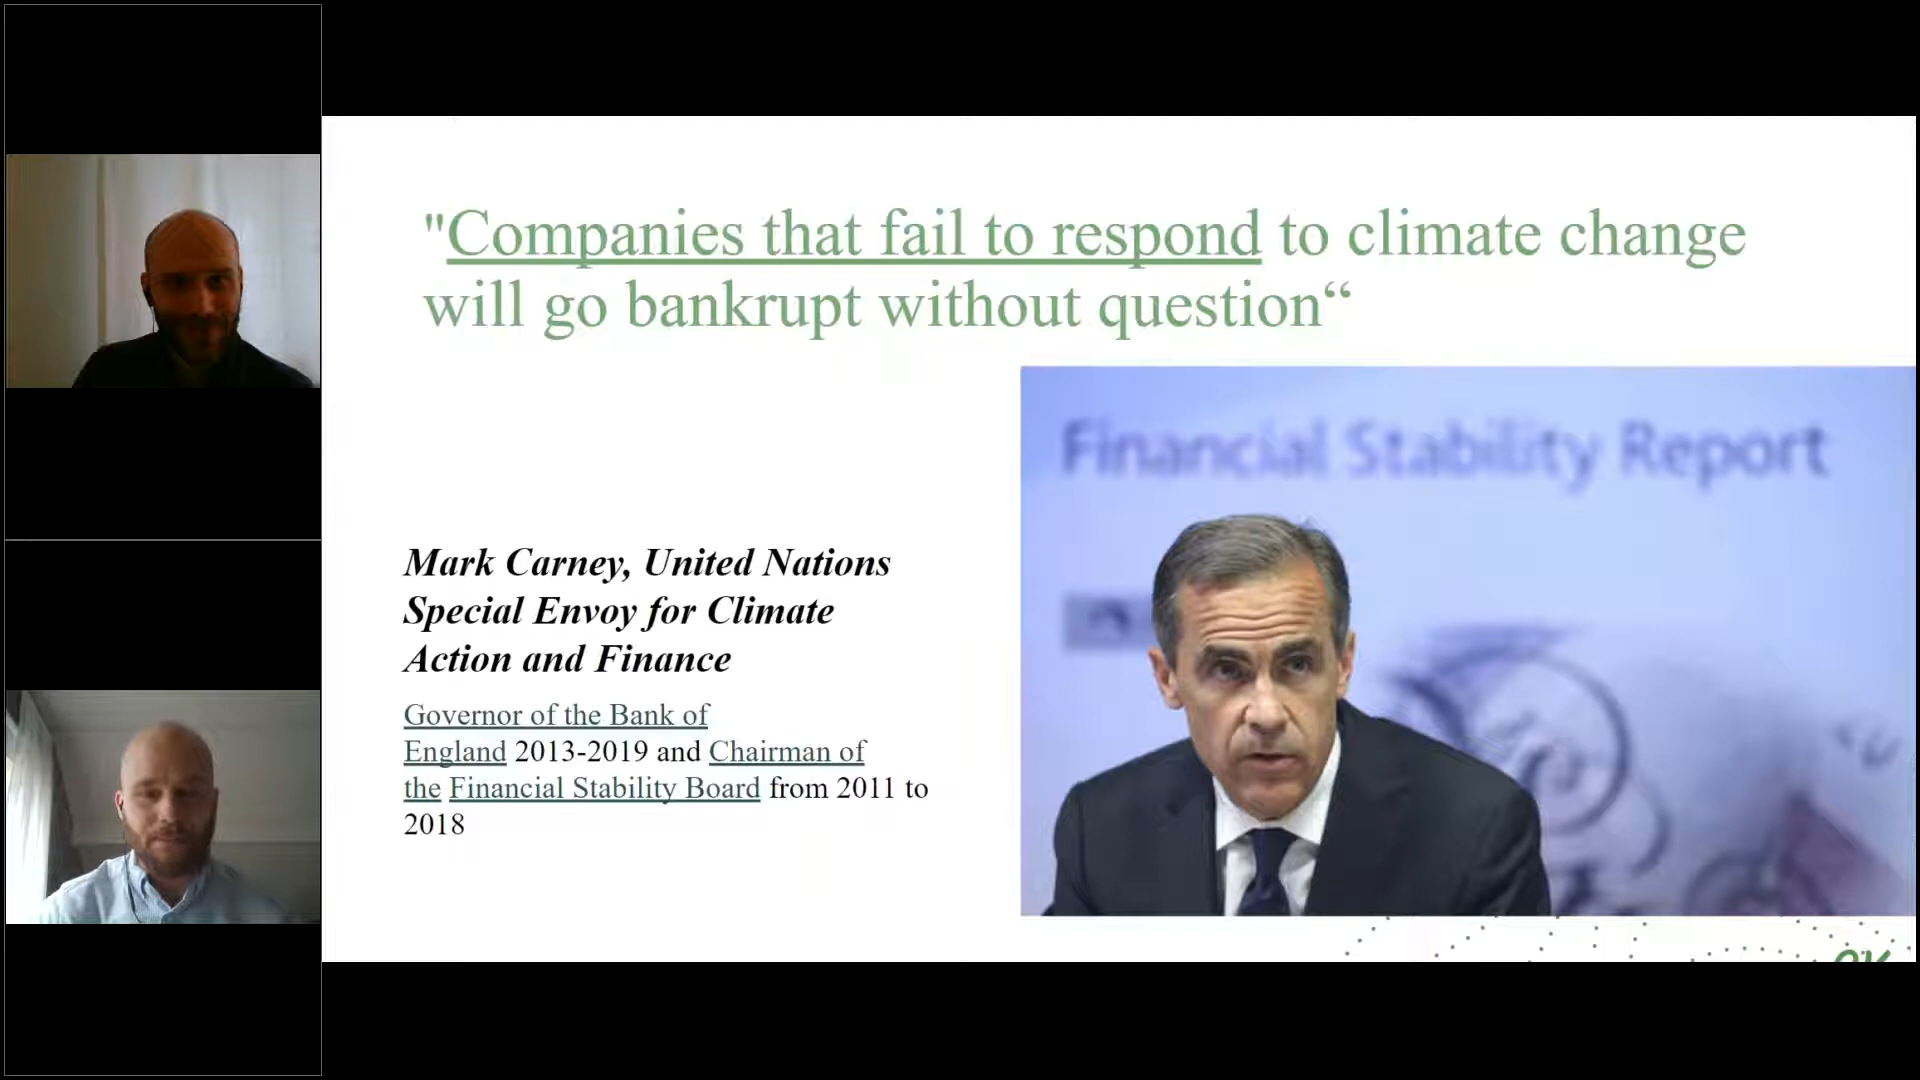 "Companies that fail to respond to climate change
will go bankrupt without question“
Financial Stability Report
Mark Carney, United Nations
Special Envoy for Climate
Action and Finance
Governor of the Bank of
England 2013-2019 and Chairman of
the Financial Stability Board from 2011 to
2018